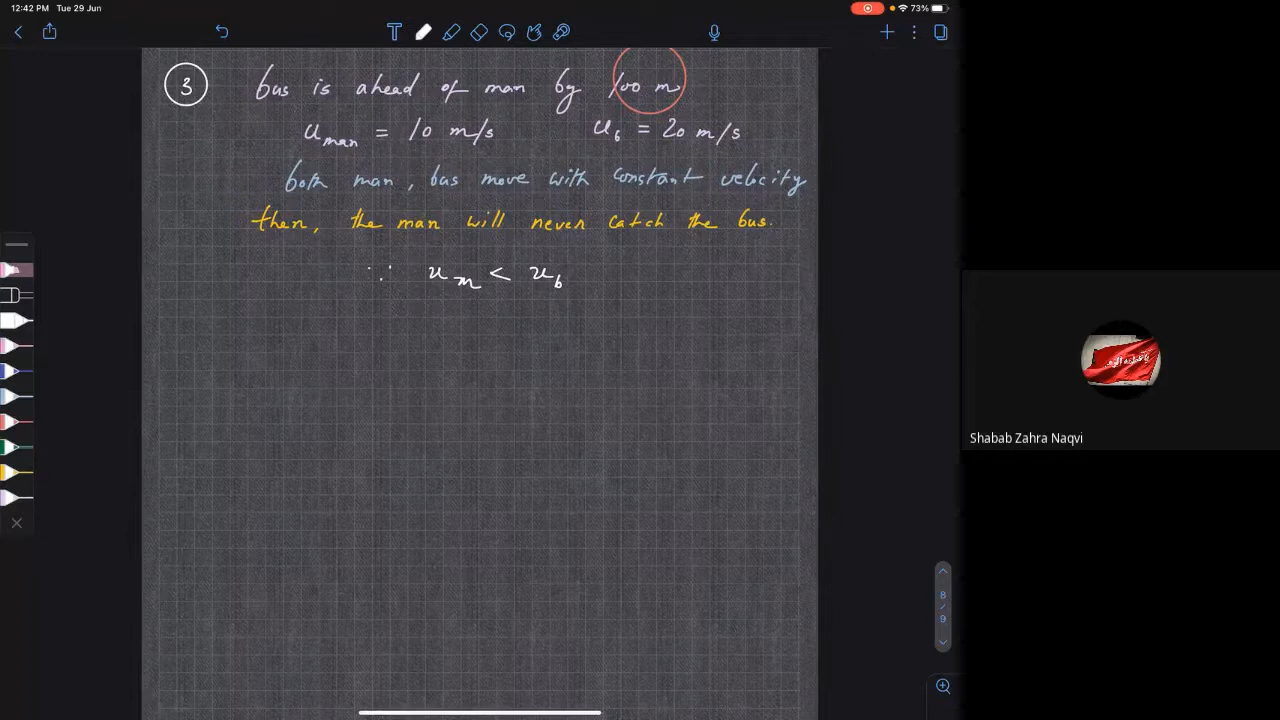 12:42 PM Tue 29 Jun
73%
3 bus is ahead of man by 100 m
u_man = 10 m/s u_b = 20 m/s
both man, bus move with constant velocity
then, the man will never catch the bus.
∵ u_m < u_b
Shabab Zahra Naqvi
8
/
9